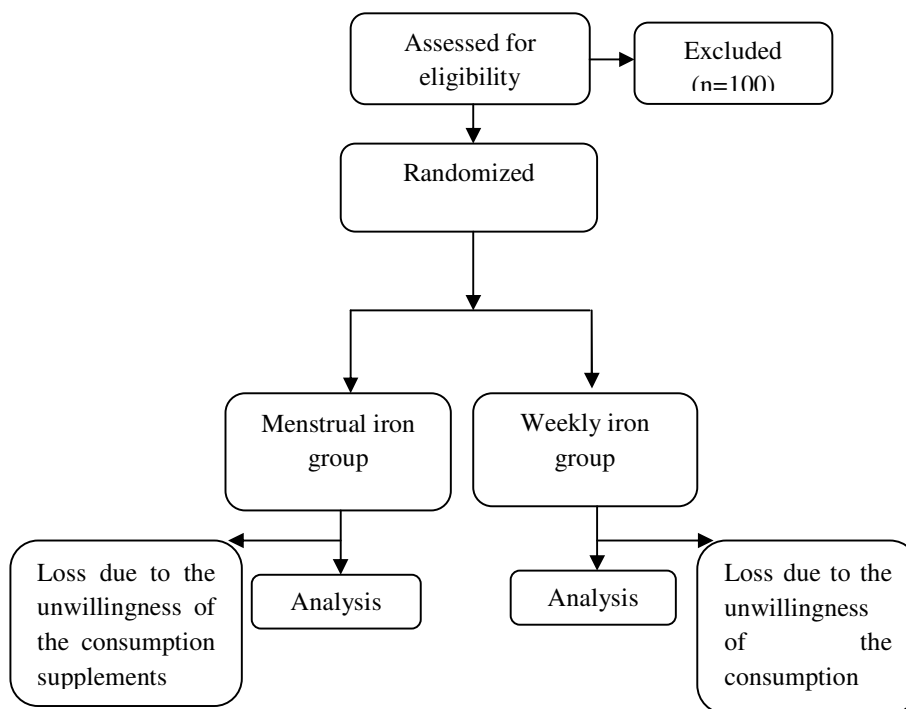 Assessed for
eligibility
Excluded
(n=100)
Randomized
Menstrual iron
group
Weekly iron
group
Loss due to the
unwillingness of
the consumption
supplements
Analysis
Analysis
Loss due to the
unwillingness
of the
consumption